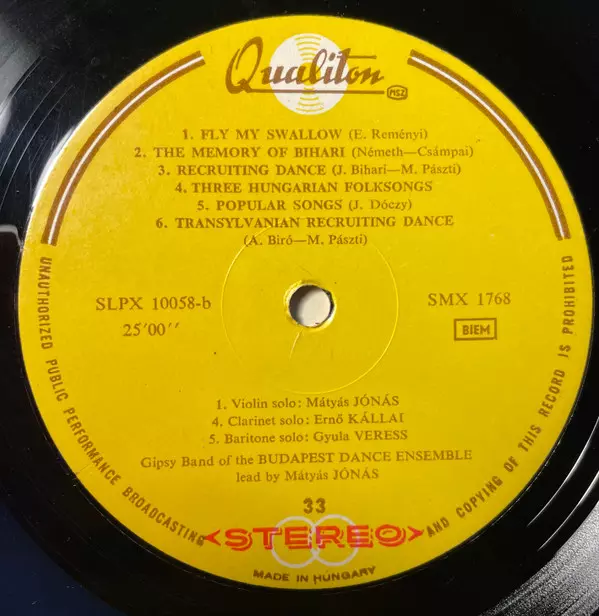 Qualiton
MSZ
1. FLY MY SWALLOW (E. Reményi)
2. THE MEMORY OF BIHARI (Németh—Csámpai)
3. RECRUITING DANCE (J. Bihari—M. Pászti)
4. THREE HUNGARIAN FOLKSONGS
5. POPULAR SONGS (J. Dóczy)
6. TRANSYLVANIAN RECRUITING DANCE
(A. Biró—M. Pászti)
SLPX 10058-b
SMX 1768
25'00''
BIEM
1. Violin solo: Mátyás JÓNÁS
4. Clarinet solo: Ernő KÁLLAI
5. Baritone solo: Gyula VERESS
Gipsy Band of the BUDAPEST DANCE ENSEMBLE
lead by Mátyás JÓNÁS
33
STEREO
MADE IN HUNGARY
UNAUTHORIZED PUBLIC PERFORMANCE BROADCASTING AND COPYING OF THIS RECORD IS PROHIBITED